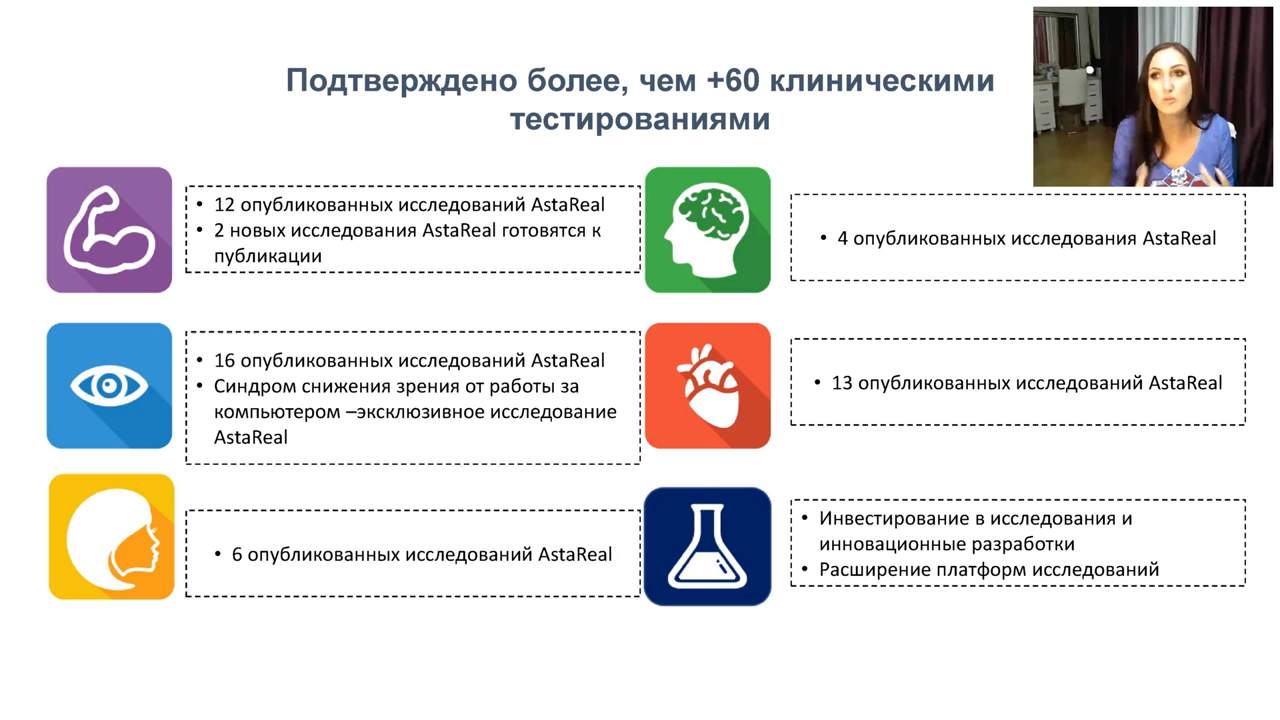 Подтверждено более, чем +60 клиническими
тестированиями
• 12 опубликованных исследований AstaReal
• 2 новых исследования AstaReal готовятся к
публикации
• 4 опубликованных исследования AstaReal
• 16 опубликованных исследований AstaReal
• Синдром снижения зрения от работы за
компьютером –эксклюзивное исследование
AstaReal
• 13 опубликованных исследований AstaReal
• 6 опубликованных исследований AstaReal
• Инвестирование в исследования и
инновационные разработки
• Расширение платформ исследований